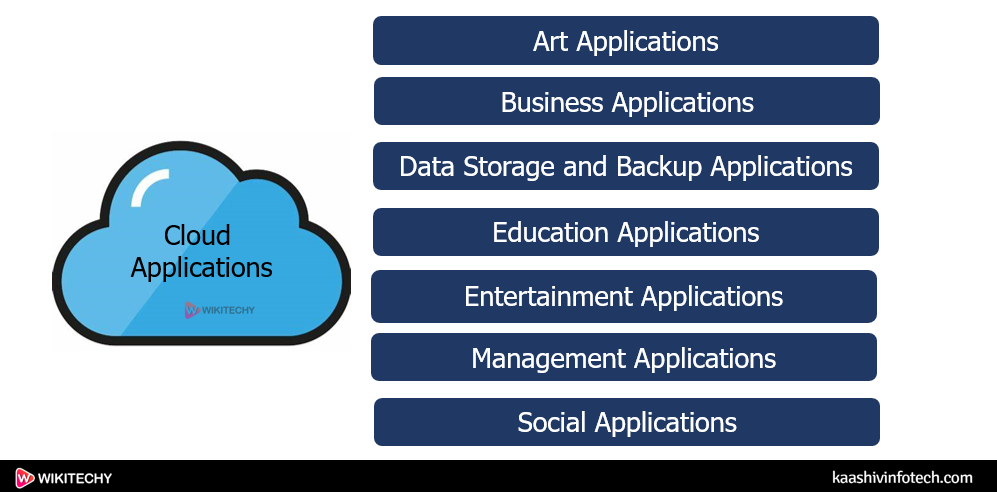 Art Applications
Business Applications
Data Storage and Backup Applications
Cloud
Applications
WIKITECHY
Education Applications
Entertainment Applications
Management Applications
Social Applications
WIKITECHY
kaashivinfotech.com